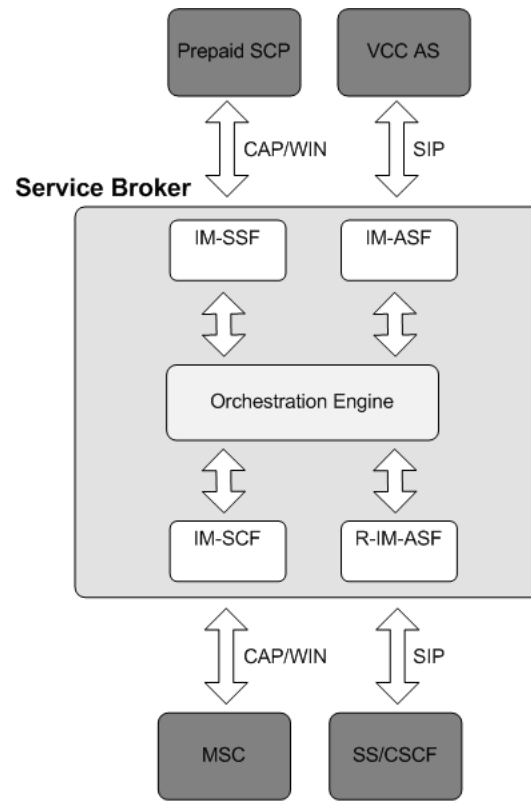 Prepaid SCP
VCC AS
CAP/WIN
SIP
Service Broker
IM-SSF
IM-ASF
Orchestration Engine
IM-SCF
R-IM-ASF
CAP/WIN
SIP
MSC
SS/CSCF